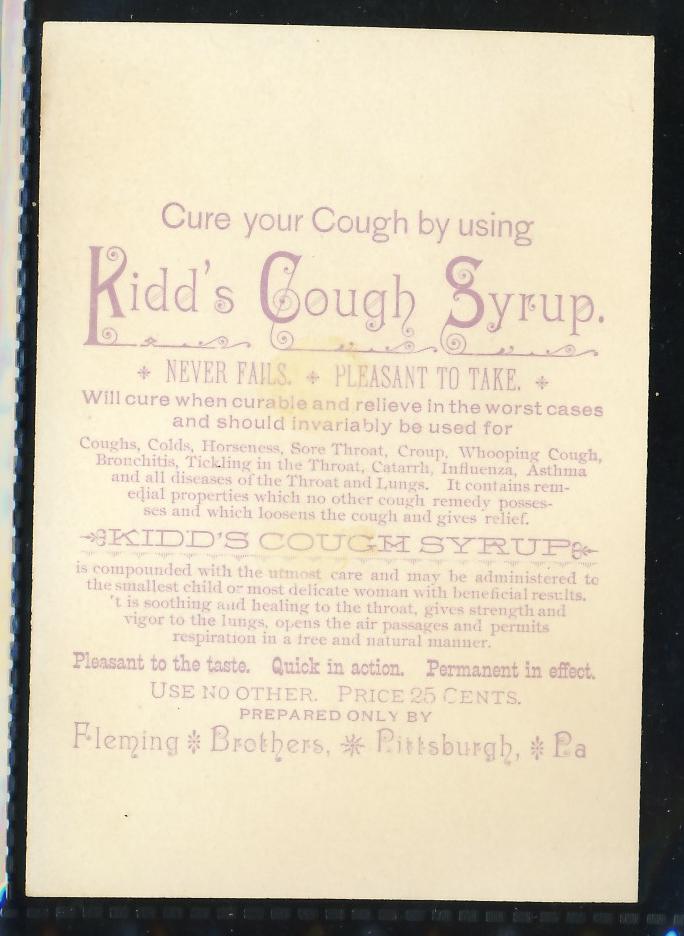 Cure your Cough by using
Kidd's Cough Syrup.
NEVER FAILS. PLEASANT TO TAKE.
Will cure when curable and relieve in the worst cases
and should invariably be used for
Coughs, Colds, Horseness, Sore Throat, Croup, Whooping Cough,
Bronchitis, Tickling in the Throat, Catarrh, Influenza, Asthma
and all diseases of the Throat and Lungs. It contains rem-
edial properties which no other cough remedy posses-
ses and which loosens the cough and gives relief.
KIDD'S COUGH SYRUP
is compounded with the utmost care and may be administered to
the smallest child or most delicate woman with beneficial results.
't is soothing and healing to the throat, gives strength and
vigor to the lungs, opens the air passages and permits
respiration in a free and natural manner.
Pleasant to the taste. Quick in action. Permanent in effect.
USE NO OTHER. PRICE 25 CENTS.
PREPARED ONLY BY
Fleming Brothers, Pittsburgh, Pa